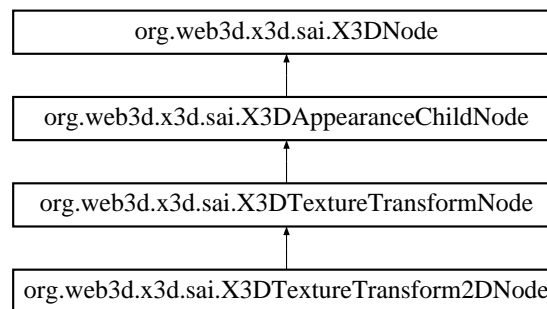 org.web3d.x3d.sai.X3DNode
org.web3d.x3d.sai.X3DAppearanceChildNode
org.web3d.x3d.sai.X3DTextureTransformNode
org.web3d.x3d.sai.X3DTextureTransform2DNode